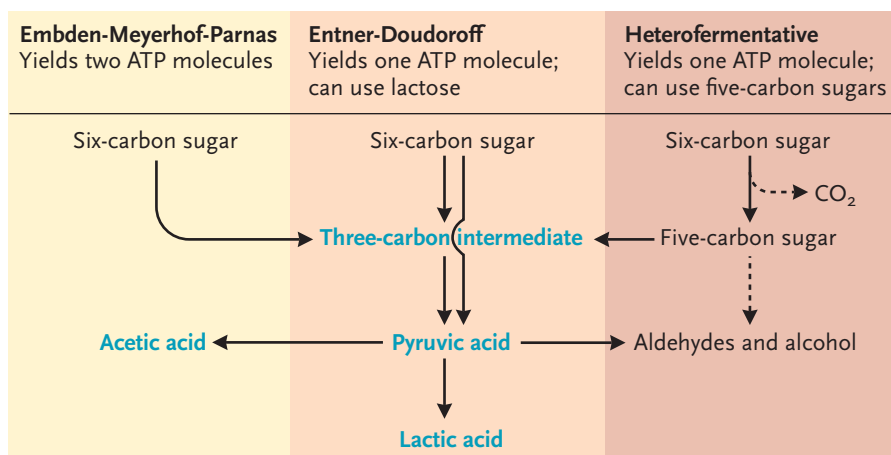 Embden-Meyerhof-Parnas
Yields two ATP molecules
Entner-Doudoroff
Yields one ATP molecule;
can use lactose
Heterofermentative
Yields one ATP molecule;
can use five-carbon sugars
Six-carbon sugar
Six-carbon sugar
Six-carbon sugar
CO₂
Three-carbon intermediate
Five-carbon sugar
Acetic acid
Pyruvic acid
Aldehydes and alcohol
Lactic acid